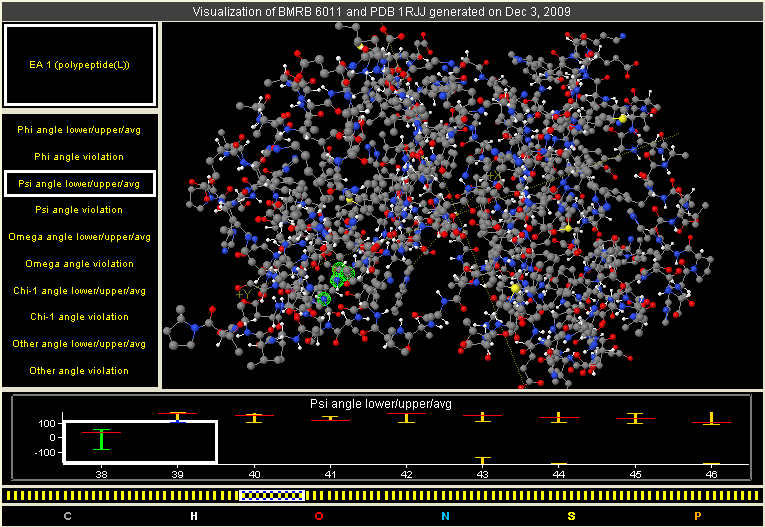 Visualization of BMRB 6011 and PDB 1RJJ generated on Dec 3, 2009
EA 1 (polypeptide(L))
Phi angle lower/upper/avg
Phi angle violation
Psi angle lower/upper/avg
Psi angle violation
Omega angle lower/upper/avg
Omega angle violation
Chi-1 angle lower/upper/avg
Chi-1 angle violation
Other angle lower/upper/avg
Other angle violation
Psi angle lower/upper/avg
100
0
-100
38 39 40 41 42 43 44 45 46
C H O N S P